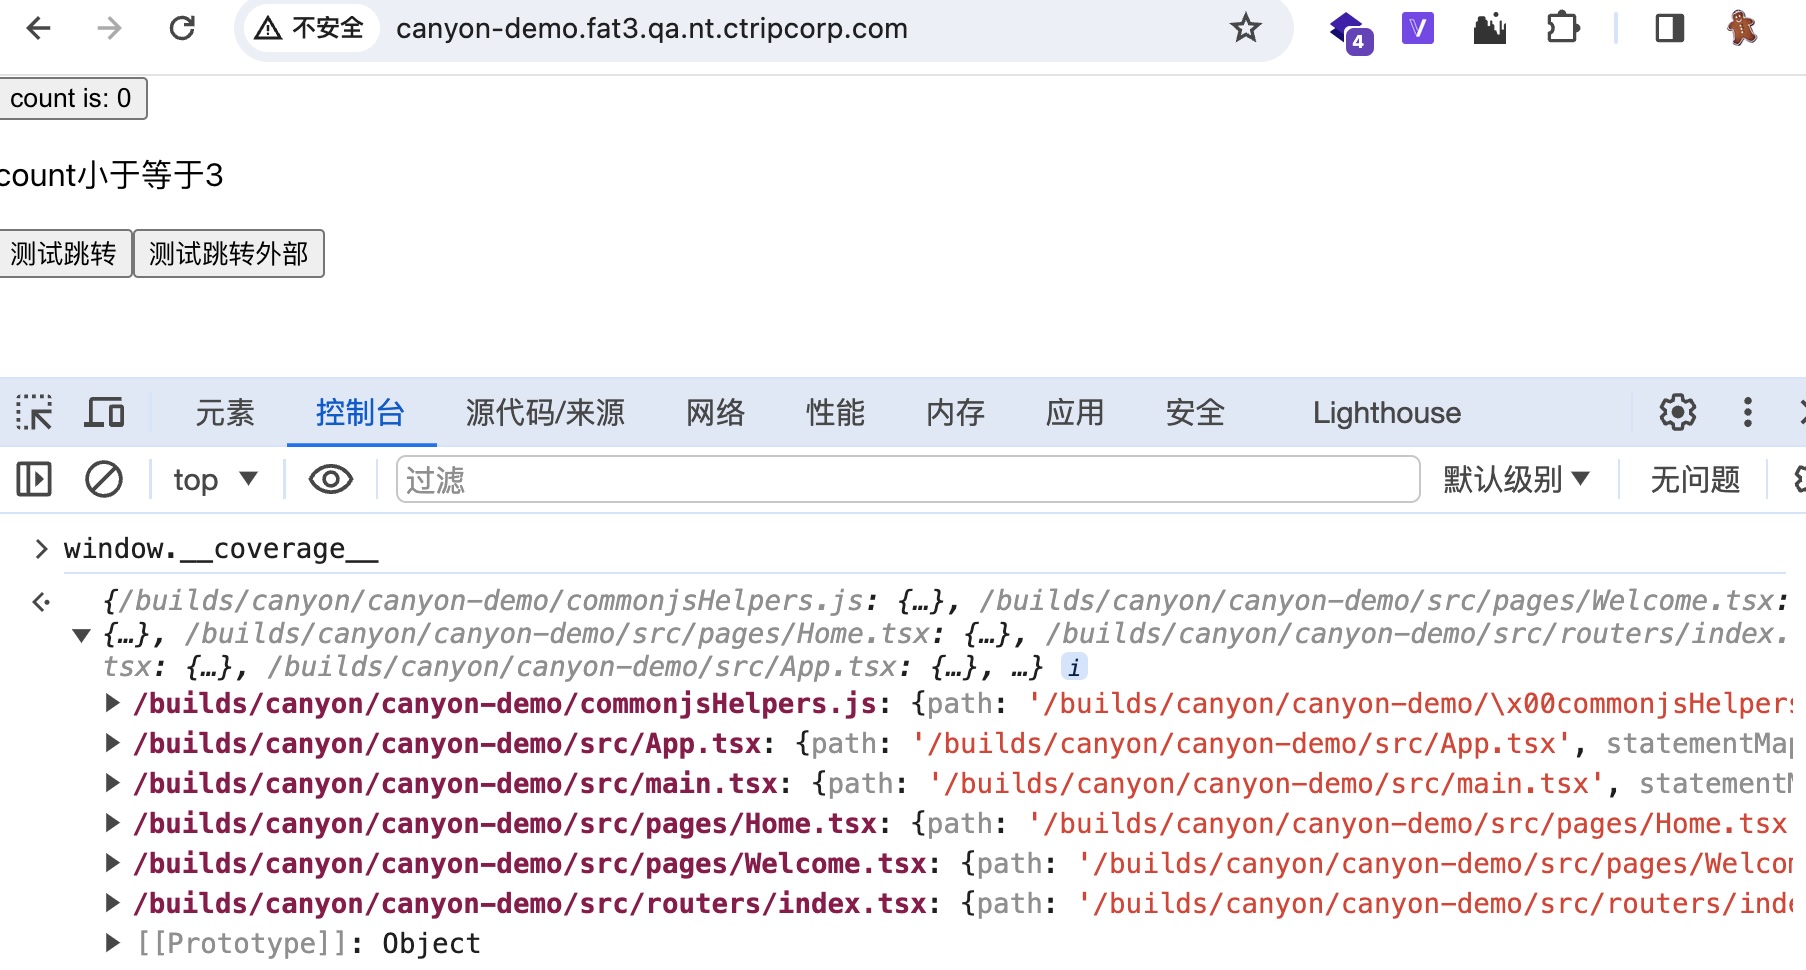 不安全 canyon-demo.fat3.qa.nt.ctripcorp.com 4
count is: 0
count小于等于3
测试跳转 测试跳转外部
元素 控制台 源代码/来源 网络 性能 内存 应用 安全 Lighthouse
top 过滤 默认级别 无问题
window.__coverage__
{/builds/canyon/canyon-demo/commonjsHelpers.js: {…}, /builds/canyon/canyon-demo/src/pages/Welcome.tsx:
{…}, /builds/canyon/canyon-demo/src/pages/Home.tsx: {…}, /builds/canyon/canyon-demo/src/routers/index.
tsx: {…}, /builds/canyon/canyon-demo/src/App.tsx: {…}, …} i
/builds/canyon/canyon-demo/commonjsHelpers.js: {path: '/builds/canyon/canyon-demo/\x00commonjsHelpers
/builds/canyon/canyon-demo/src/App.tsx: {path: '/builds/canyon/canyon-demo/src/App.tsx', statementMap
/builds/canyon/canyon-demo/src/main.tsx: {path: '/builds/canyon/canyon-demo/src/main.tsx', statementM
/builds/canyon/canyon-demo/src/pages/Home.tsx: {path: '/builds/canyon/canyon-demo/src/pages/Home.tsx
/builds/canyon/canyon-demo/src/pages/Welcome.tsx: {path: '/builds/canyon/canyon-demo/src/pages/Welcom
/builds/canyon/canyon-demo/src/routers/index.tsx: {path: '/builds/canyon/canyon-demo/src/routers/inde
[[Prototype]]: Object